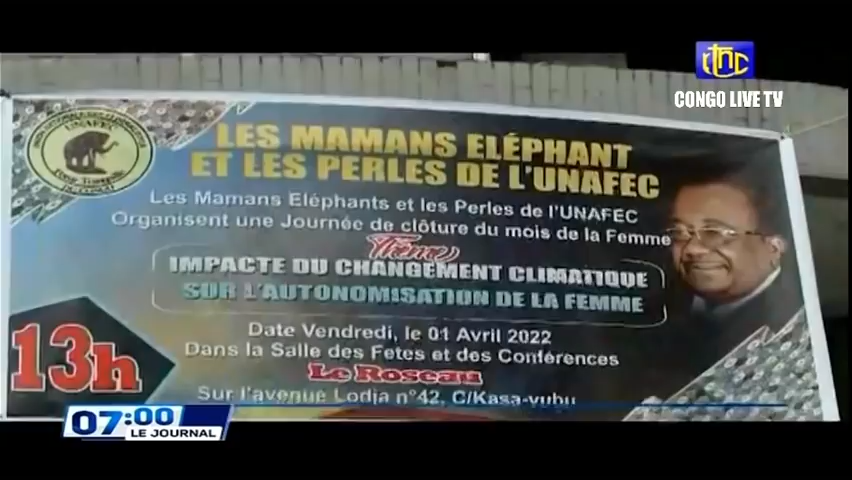 rtnc
CONGO LIVE TV
UNAFEC
LES MAMANS ELÉPHANT
ET LES PERLES DE L'UNAFEC
Les Mamans Eléphants et les Perles de l'UNAFEC
Organisent une Journée de clôture du mois de la Femme
Thème
IMPACTE DU CHANGEMENT CLIMATIQUE
SUR L'AUTONOMISATION DE LA FEMME
Date Vendredi, le 01 Avril 2022
13h
Dans la Salle des Fetes et des Conférences
Le Roseau
Sur l'avenue Lodja n°42, C/Kasa-vubu
07:00
LE JOURNAL